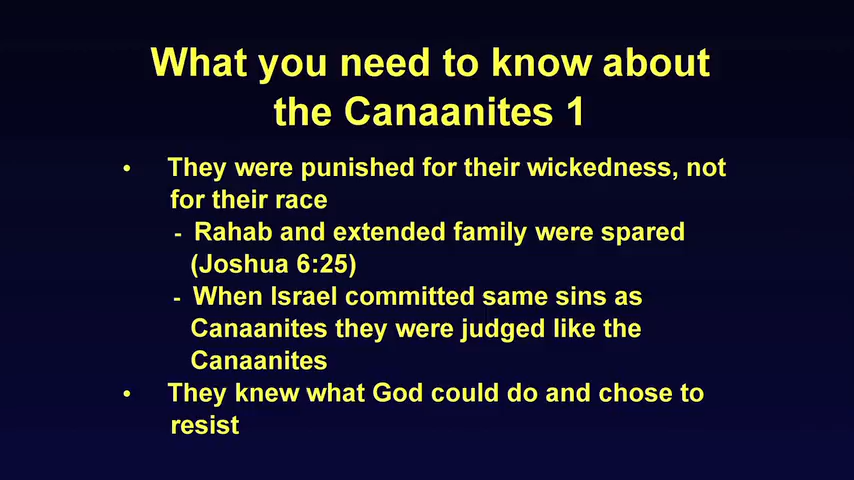 What you need to know about
the Canaanites 1
• They were punished for their wickedness, not
for their race
- Rahab and extended family were spared
(Joshua 6:25)
- When Israel committed same sins as
Canaanites they were judged like the
Canaanites
• They knew what God could do and chose to
resist